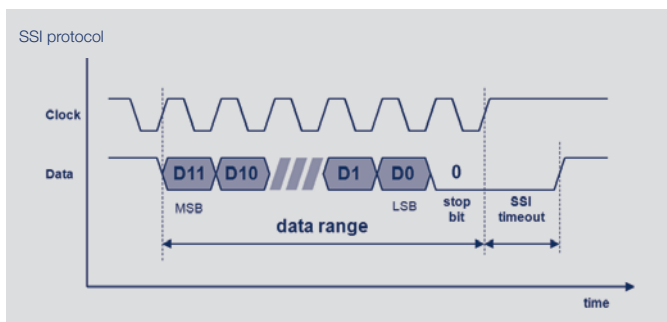 SSI protocol
Clock
Data
D11 D10 D1 D0 0
MSB LSB stop bit SSI timeout
data range
time